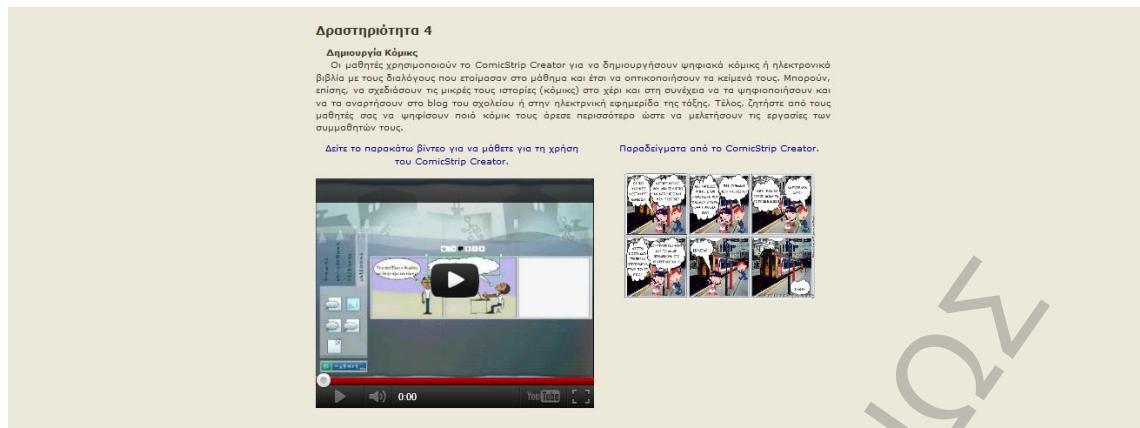 Δραστηριότητα 4
Δημιουργία Κόμικς
Οι μαθητές χρησιμοποιούν το ComicStrip Creator για να δημιουργήσουν ψηφιακά κόμικς ή ηλεκτρονικά
βιβλία με τους διαλόγους που ετοίμασαν στο μάθημα και έτσι να οπτικοποιήσουν τα κείμενά τους. Μπορούν,
επίσης, να σχεδιάσουν τις μικρές τους ιστορίες (κόμικς) στο χέρι και στη συνέχεια να τα ψηφιοποιήσουν και
να τα αναρτήσουν στο blog του σχολείου ή στην ηλεκτρνική εφημερίδα της τάξης. Τέλος, ζητήστε από τους
μαθητές σας να ψηφίσουν ποιό κόμικ τους άρεσε περισσότερο ώστε να μελετήσουν τις εργασίες των
συμμαθητών τους.
Δείτε το παρακάτω βίντεο για να μάθετε για τη χρήση
του ComicStrip Creator.
Παραδείγματα από το ComicStrip Creator.
0:00
YouTube
ΩΣ